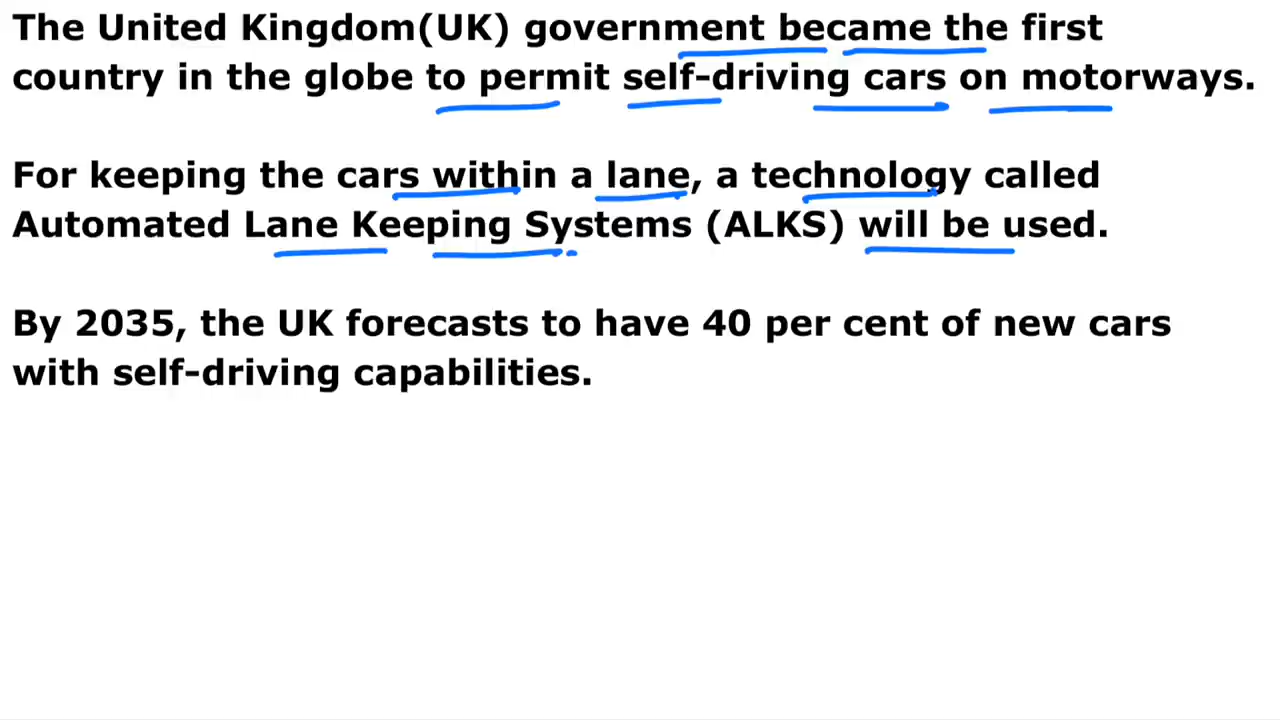 The United Kingdom(UK) government became the first
country in the globe to permit self-driving cars on motorways.
For keeping the cars within a lane, a technology called
Automated Lane Keeping Systems (ALKS) will be used.
By 2035, the UK forecasts to have 40 per cent of new cars
with self-driving capabilities.